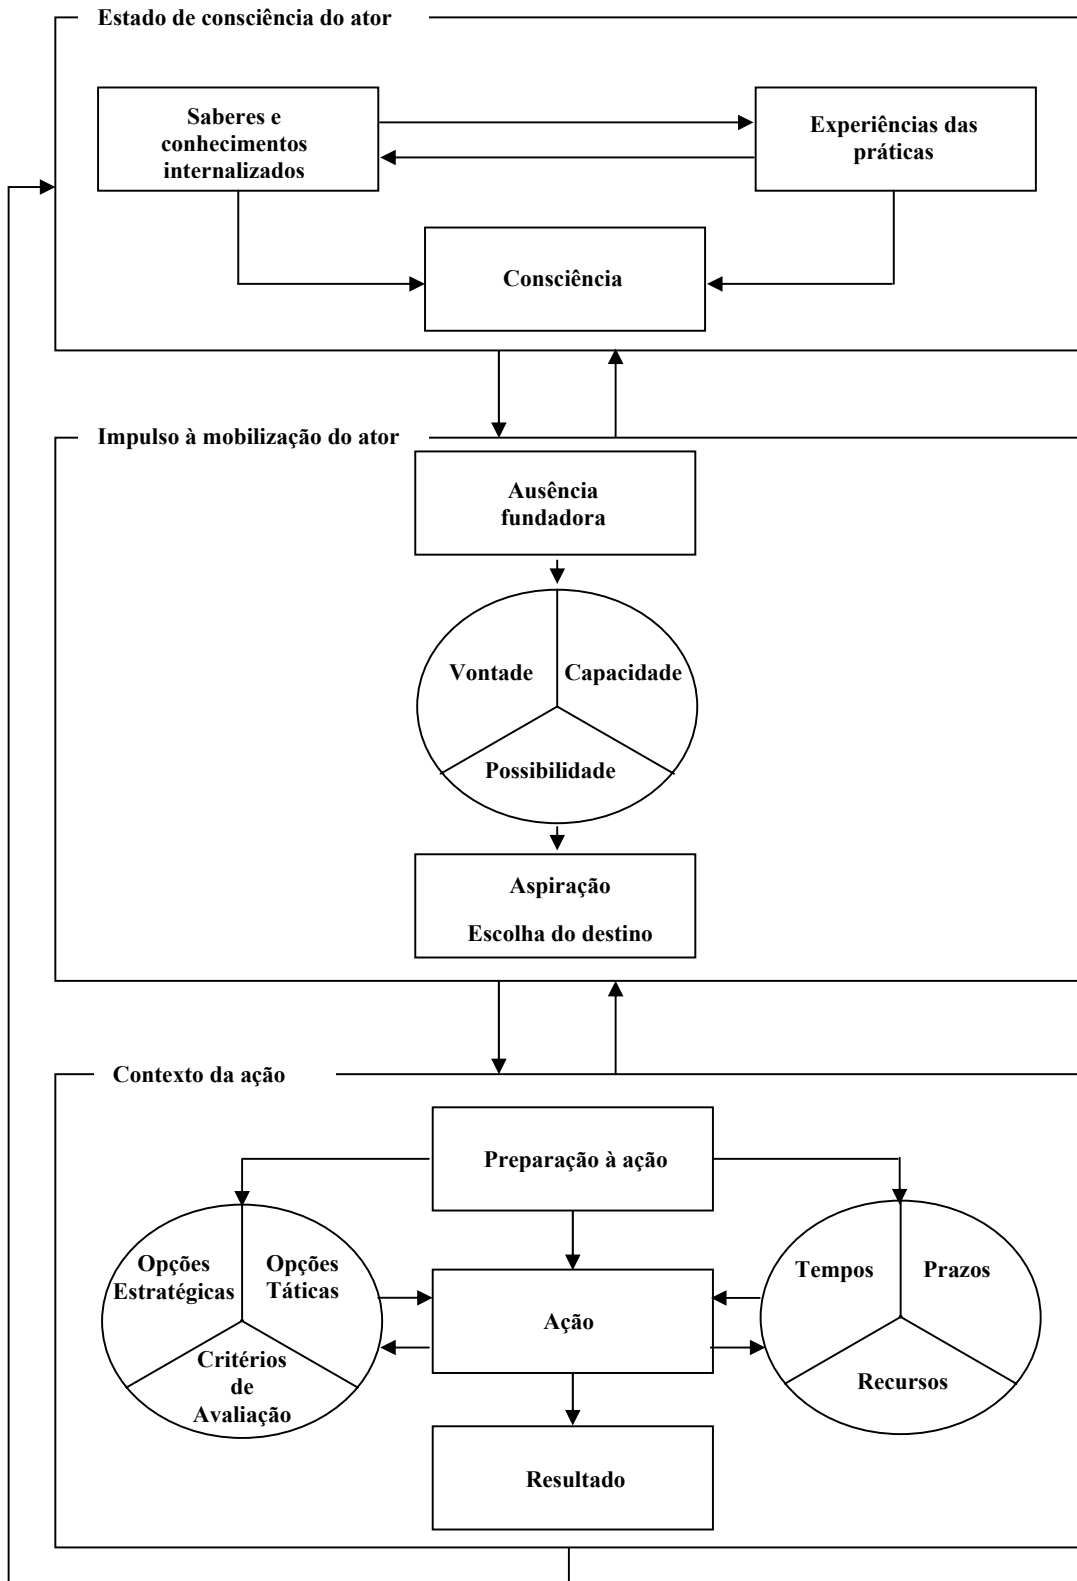 Estado de consciência do ator
Saberes e
conhecimentos
internalizados
Experiências das
práticas
Consciência
Impulso à mobilização do ator
Ausência
fundadora
Vontade
Capacidade
Possibilidade
Aspiração
Escolha do destino
Contexto da ação
Preparação à ação
Opções
Estratégicas
Opções
Táticas
Critérios
de
Avaliação
Ação
Tempos
Prazos
Recursos
Resultado